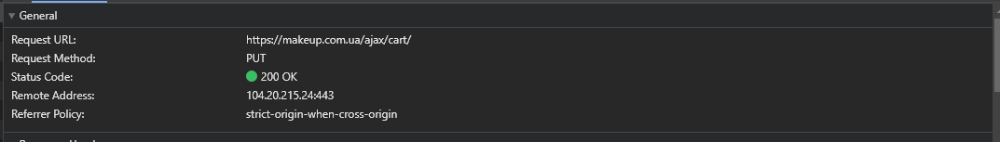 General
Request URL: https://makeup.com.ua/ajax/cart/
Request Method: PUT
Status Code: 200 OK
Remote Address: 104.20.215.24:443
Referrer Policy: strict-origin-when-cross-origin